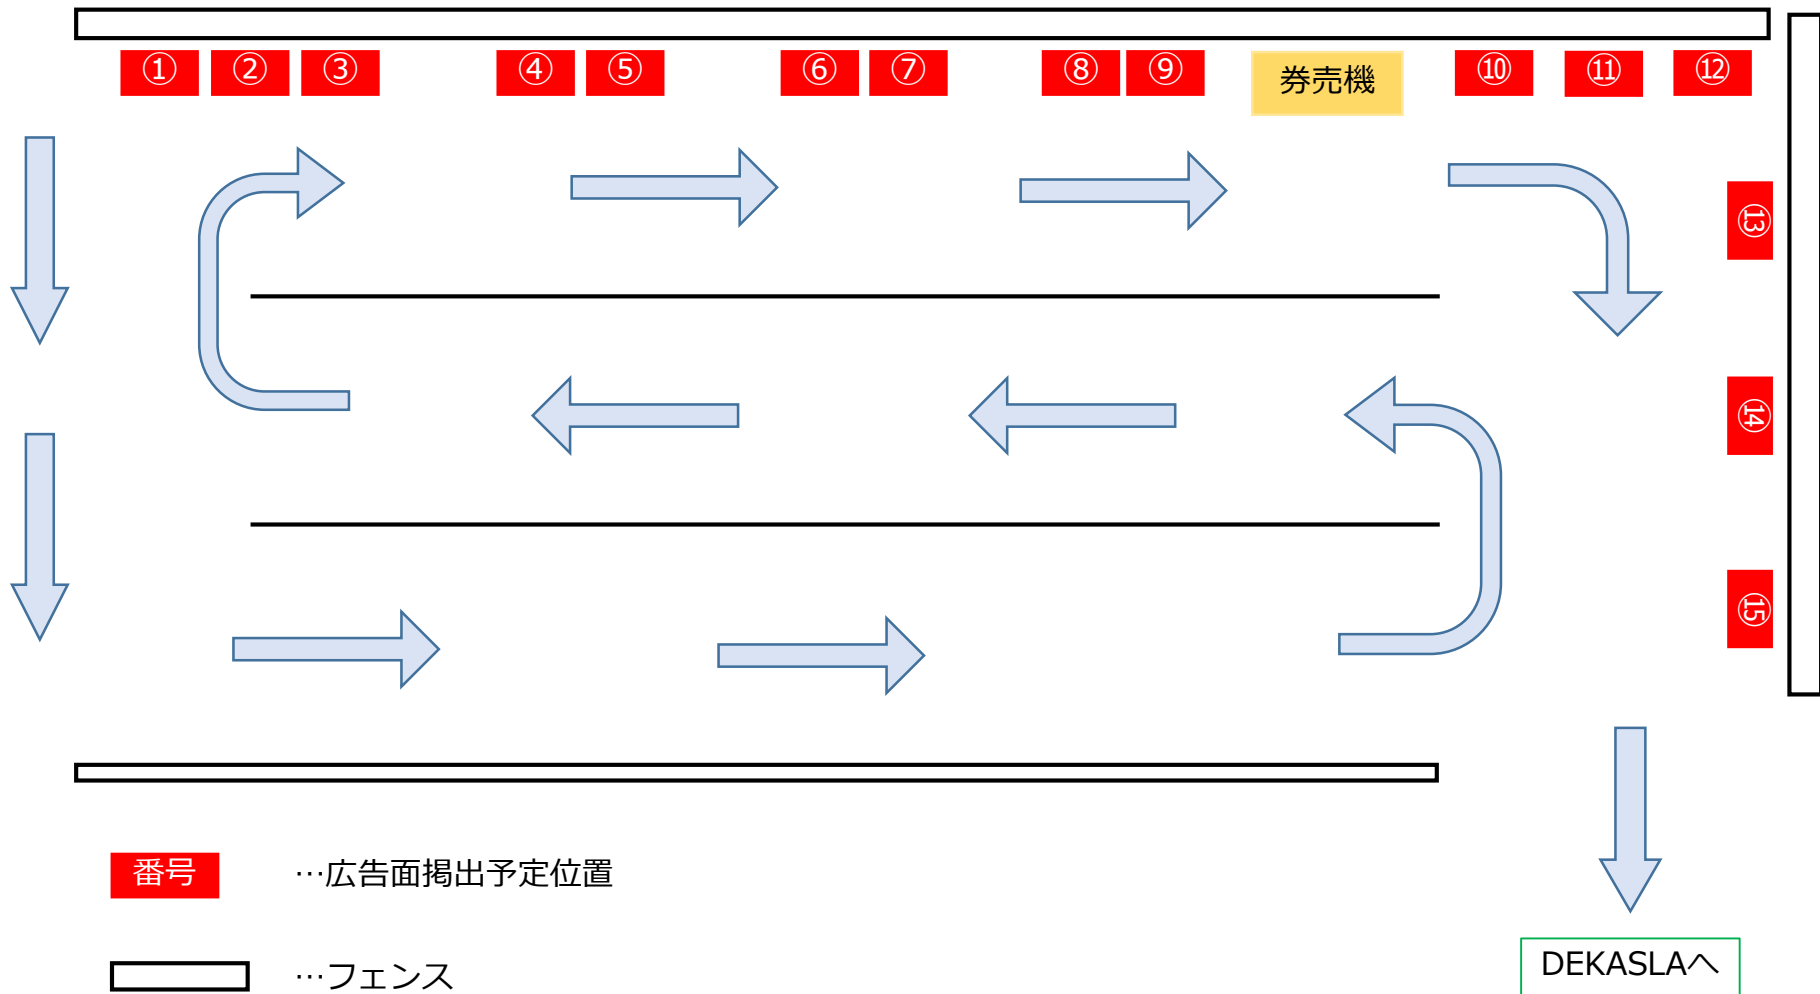 ① ② ③ ④ ⑤ ⑥ ⑦ ⑧ ⑨ 券売機 ⑩ ⑪ ⑫
⑬
⑭
⑮
番号 …広告面掲出予定位置
…フェンス
DEKASLAへ